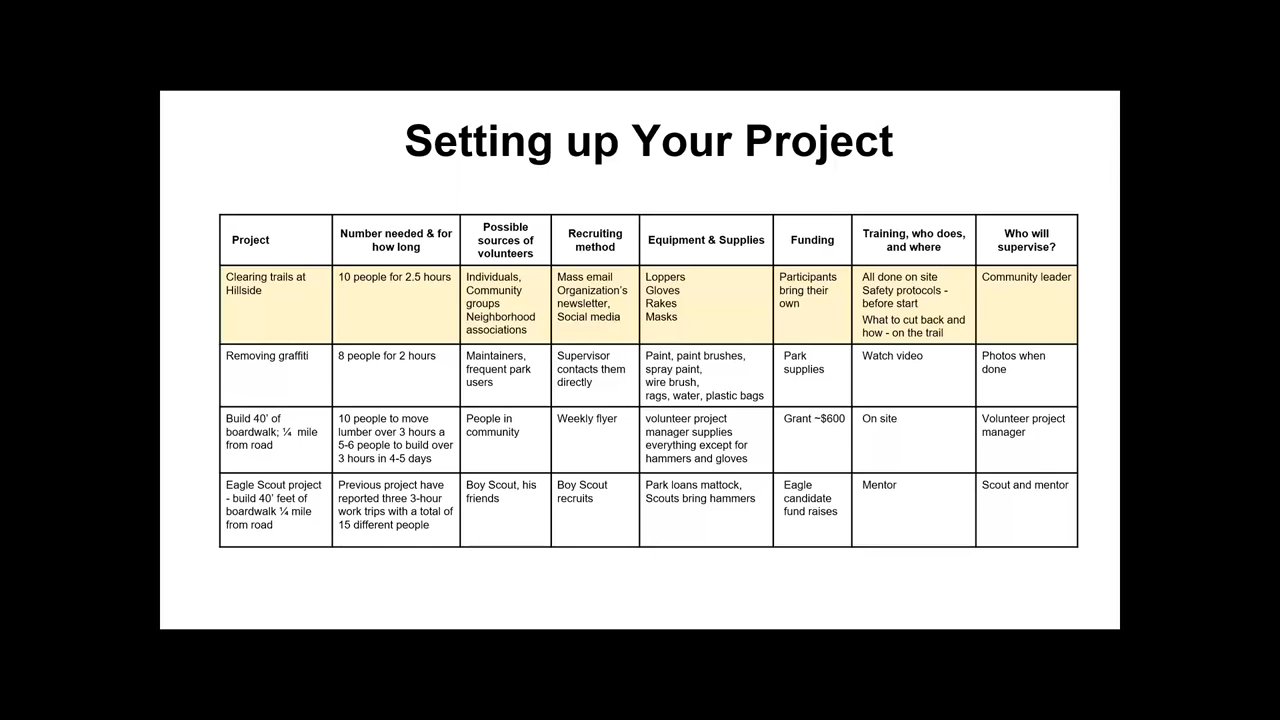 Setting up Your Project
Project
Number needed & for
how long
Possible
sources of
volunteers
Recruiting
method
Equipment & Supplies
Funding
Training, who does,
and where
Who will
supervise?
Clearing trails at
Hillside
10 people for 2.5 hours
Individuals,
Community
groups
Neighborhood
associations
Mass email
Organization's
newsletter,
Social media
Loppers
Gloves
Rakes
Masks
Participants
bring their
own
All done on site
Safety protocols -
before start
What to cut back and
how - on the trail
Community leader
Removing graffiti
8 people for 2 hours
Maintainers,
frequent park
users
Supervisor
contacts them
directly
Paint, paint brushes,
spray paint,
wire brush,
rags, water, plastic bags
Park
supplies
Watch video
Photos when
done
Build 40' of
boardwalk; ¼ mile
from road
10 people to move
lumber over 3 hours a
5-6 people to build over
3 hours in 4-5 days
People in
community
Weekly flyer
volunteer project
manager supplies
everything except for
hammers and gloves
Grant ~$600
On site
Volunteer project
manager
Eagle Scout project
- build 40' feet of
boardwalk ¼ mile
from road
Previous project have
reported three 3-hour
work trips with a total of
15 different people
Boy Scout, his
friends
Boy Scout
recruits
Park loans mattock,
Scouts bring hammers
Eagle
candidate
fund raises
Mentor
Scout and mentor